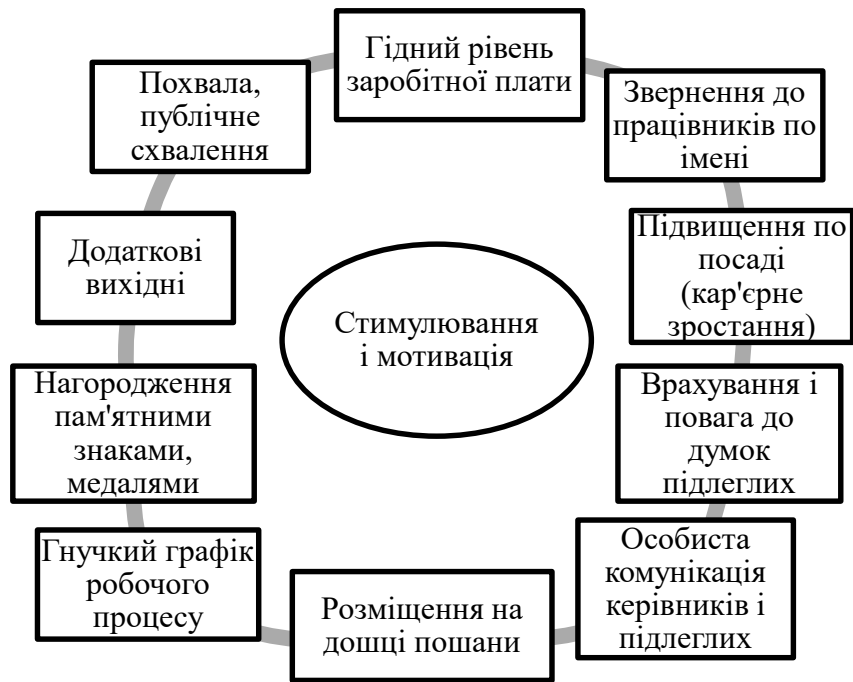 Гідний рівень
заробітної плати
Звернення до
працівників по
імені
Підвищення по
посаді
(кар'єрне
зростання)
Врахування і
повага до
думок
підлеглих
Особиста
комунікація
керівників і
підлеглих
Розміщення на
дошці пошани
Гнучкий графік
робочого
процесу
Нагородження
пам'ятними
знаками,
медалями
Додаткові
вихідні
Похвала,
публічне
схвалення
Стимулювання
і мотивація